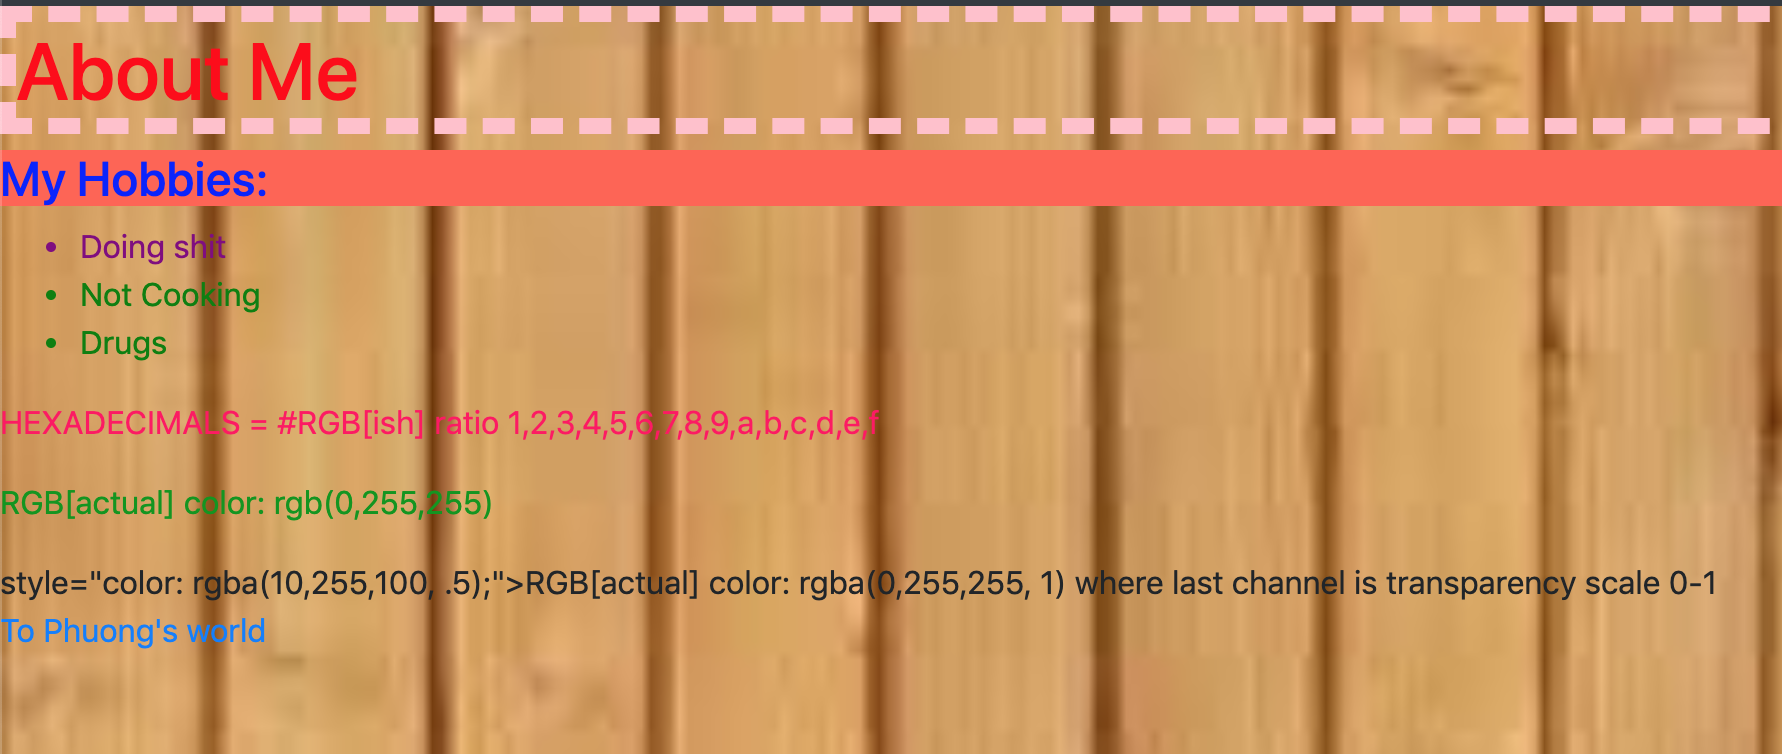 About Me
My Hobbies:
Doing shit
Not Cooking
Drugs
HEXADECIMALS = #RGB[ish] ratio 1,2,3,4,5,6,7,8,9,a,b,c,d,e,f
RGB[actual] color: rgb(0,255,255)
style="color: rgba(10,255,100, .5);">RGB[actual] color: rgba(0,255,255, 1) where last channel is transparency scale 0-1
To Phuong's world